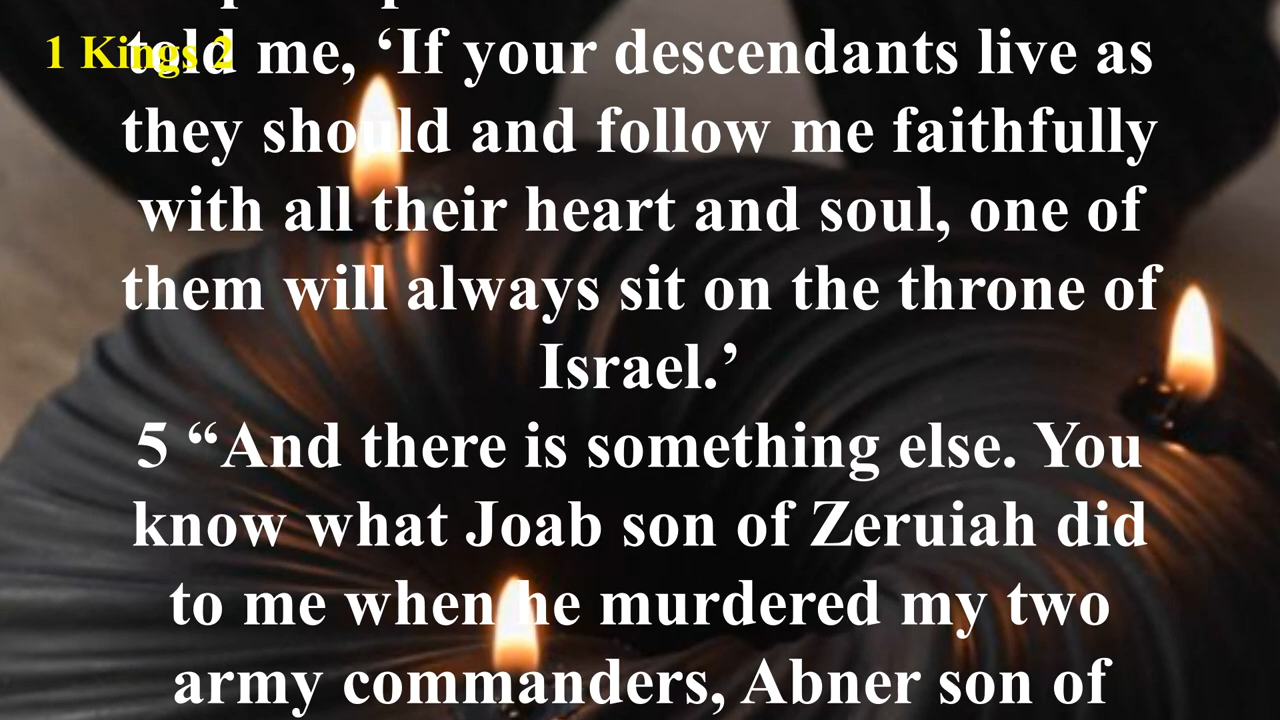 1 Kings 2
told me, ‘If your descendants live as
they should and follow me faithfully
with all their heart and soul, one of
them will always sit on the throne of
Israel.’
5 “And there is something else. You
know what Joab son of Zeruiah did
to me when he murdered my two
army commanders, Abner son of